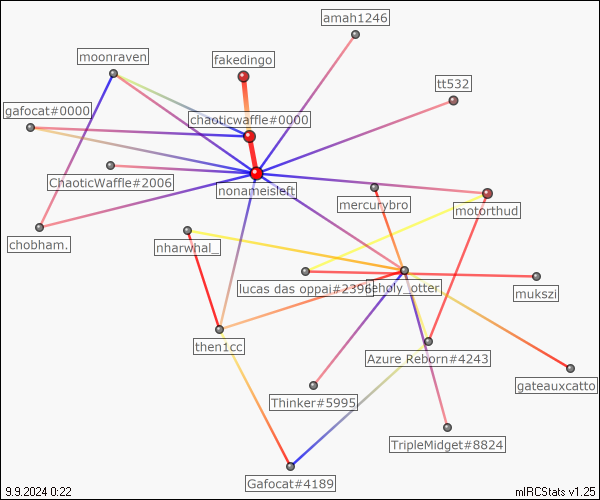 amah1246
moonraven
fakedingo
tt532
gafocat#0000
chaoticwaffle#0000
ChaoticWaffle#2006
nonameisleft
mercurybro
motorthud
chobham.
nharwhal_
lucas das oppai#2396
eholy_otter
mukszi
then1cc
Azure Reborn#4243
gateauxcatto
Thinker#5995
TripleMidget#8824
Gafocat#4189
9.9.2024 0:22
mIRCStats v1.25